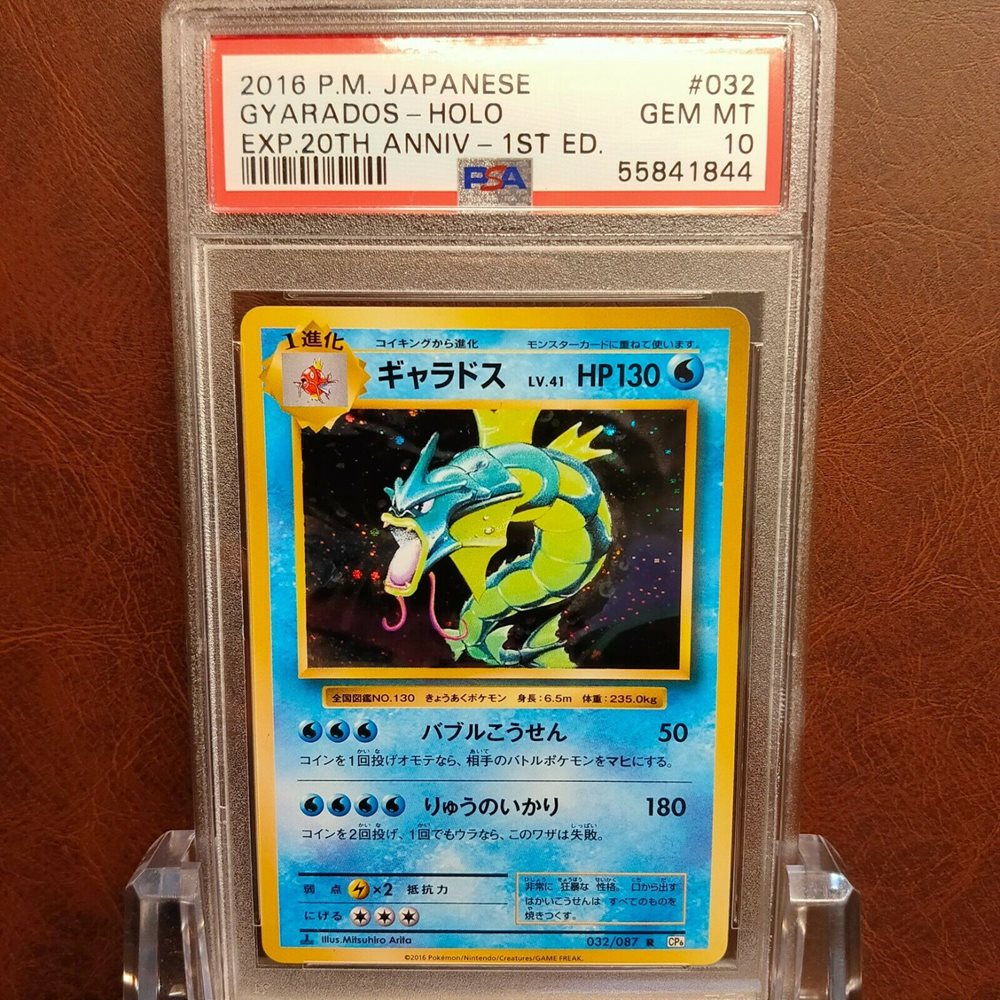 2016 P.M. JAPANESE #032
GYARADOS - HOLO GEM MT
EXP.20TH ANNIV - 1ST ED. 10
PSA 55841844
1進化
コイキングから進化 モンスターカードに重ねて使います。
ギャラドス LV.41 HP130
全国図鑑NO.130 きょうあくポケモン 身長:6.5m 体重:235.0kg
バブルこうせん 50
コインを1回投げオモテなら、相手のバトルポケモンをマヒにする。
りゅうのいかり 180
コインを2回投げ、1回でもウラなら、このワザは失敗。
弱点 ×2 抵抗力
にげる
非常に 狂暴な 性格。 口から出す
はかいこうせんは すべてのものを
焼きつくす。
Illus.Mitsuhiro Arita 032/087 R CP6
©2016 Pokémon/Nintendo/Creatures/GAME FREAK.